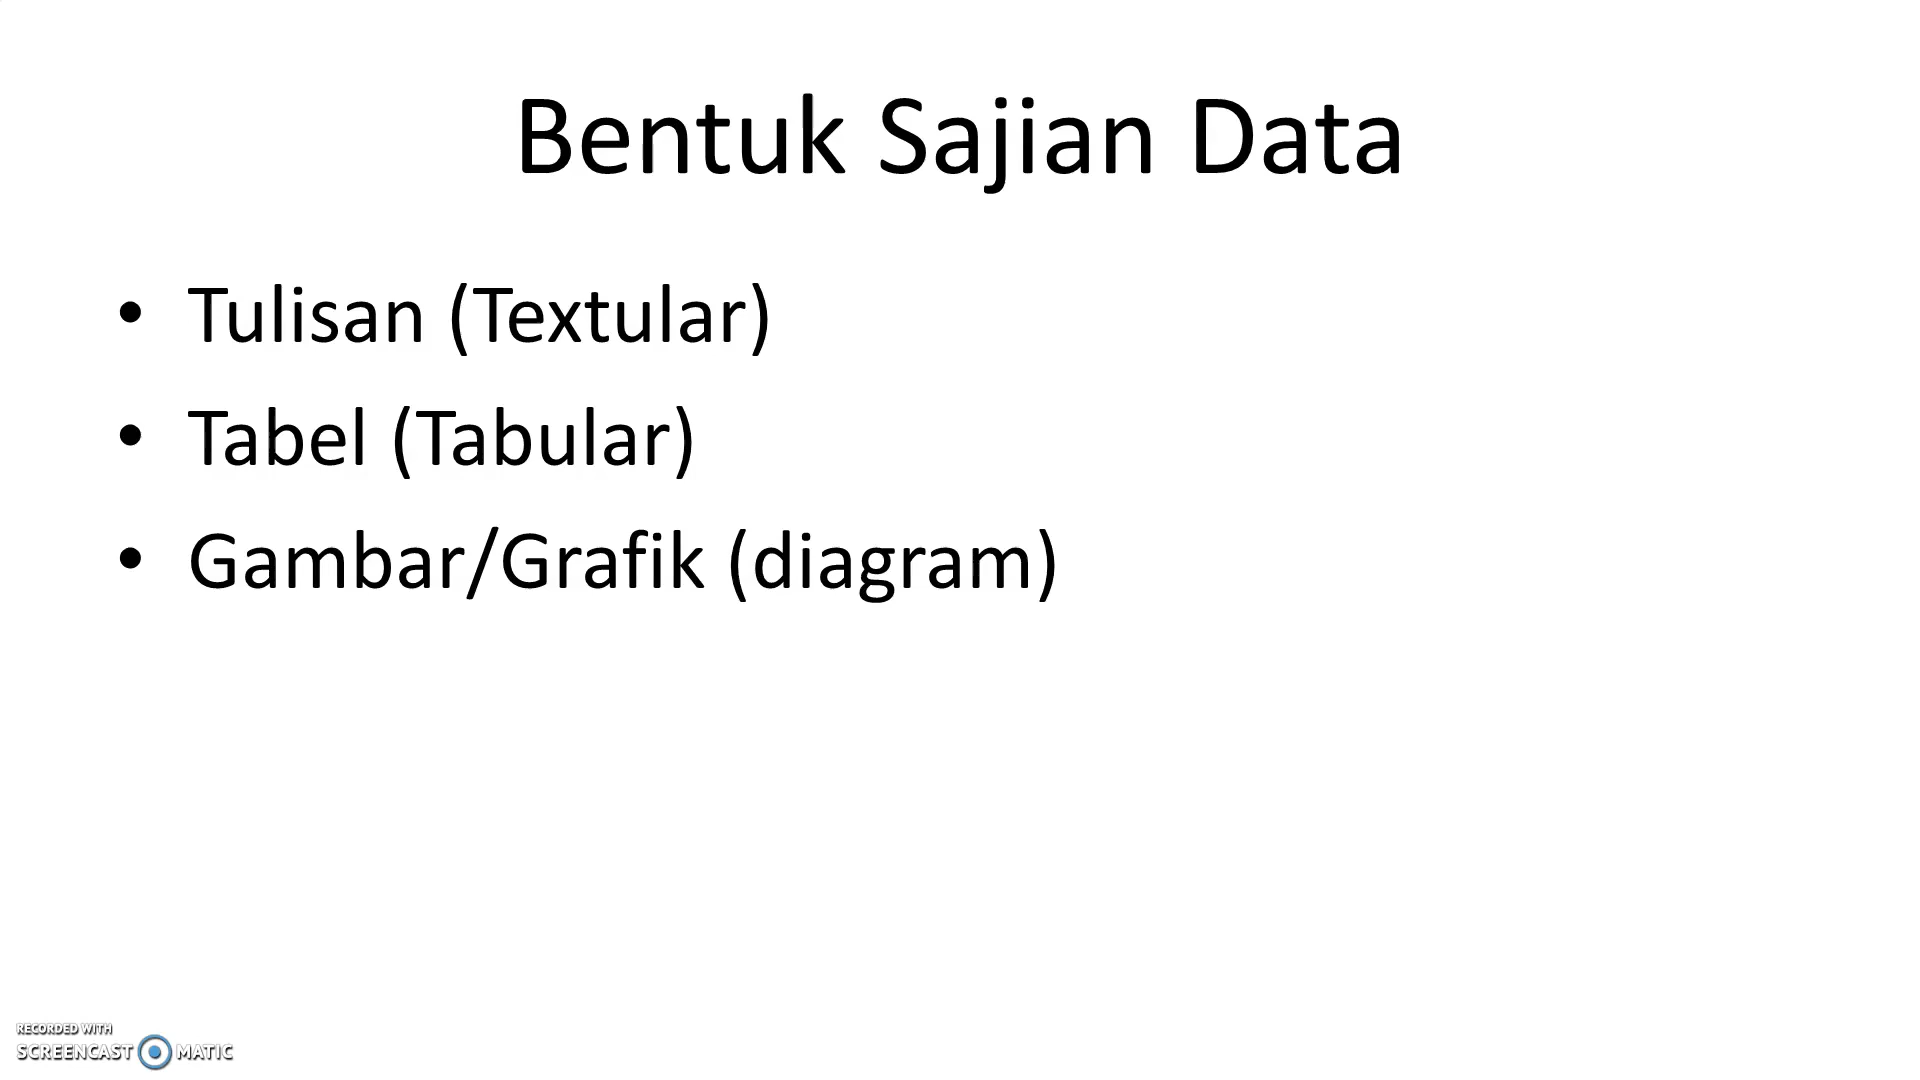 Bentuk Sajian Data
• Tulisan (Textular)
• Tabel (Tabular)
• Gambar/Grafik (diagram)
RECORDED WITH
SCREENCAST MATIC